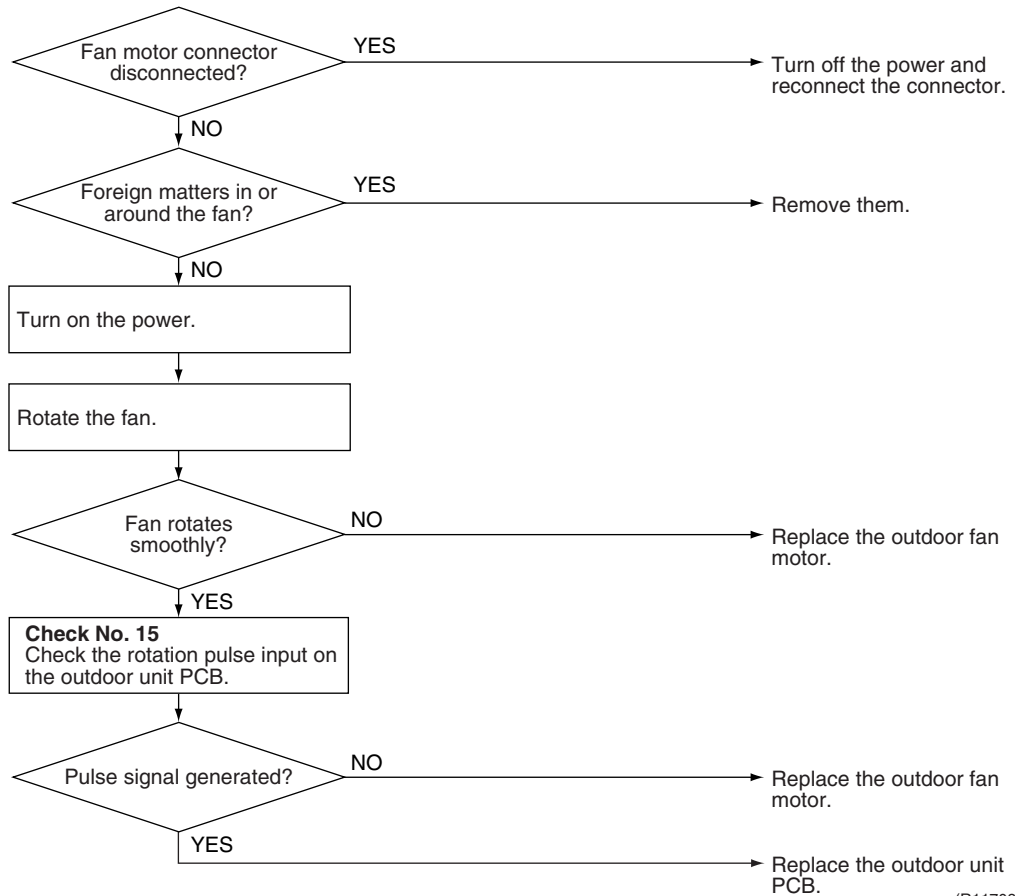 Fan motor connector
disconnected?
YES
Turn off the power and
reconnect the connector.
NO
Foreign matters in or
around the fan?
YES
Remove them.
NO
Turn on the power.
Rotate the fan.
Fan rotates
smoothly?
NO
Replace the outdoor fan
motor.
YES
Check No. 15
Check the rotation pulse input on
the outdoor unit PCB.
Pulse signal generated?
NO
Replace the outdoor fan
motor.
YES
Replace the outdoor unit
PCB.